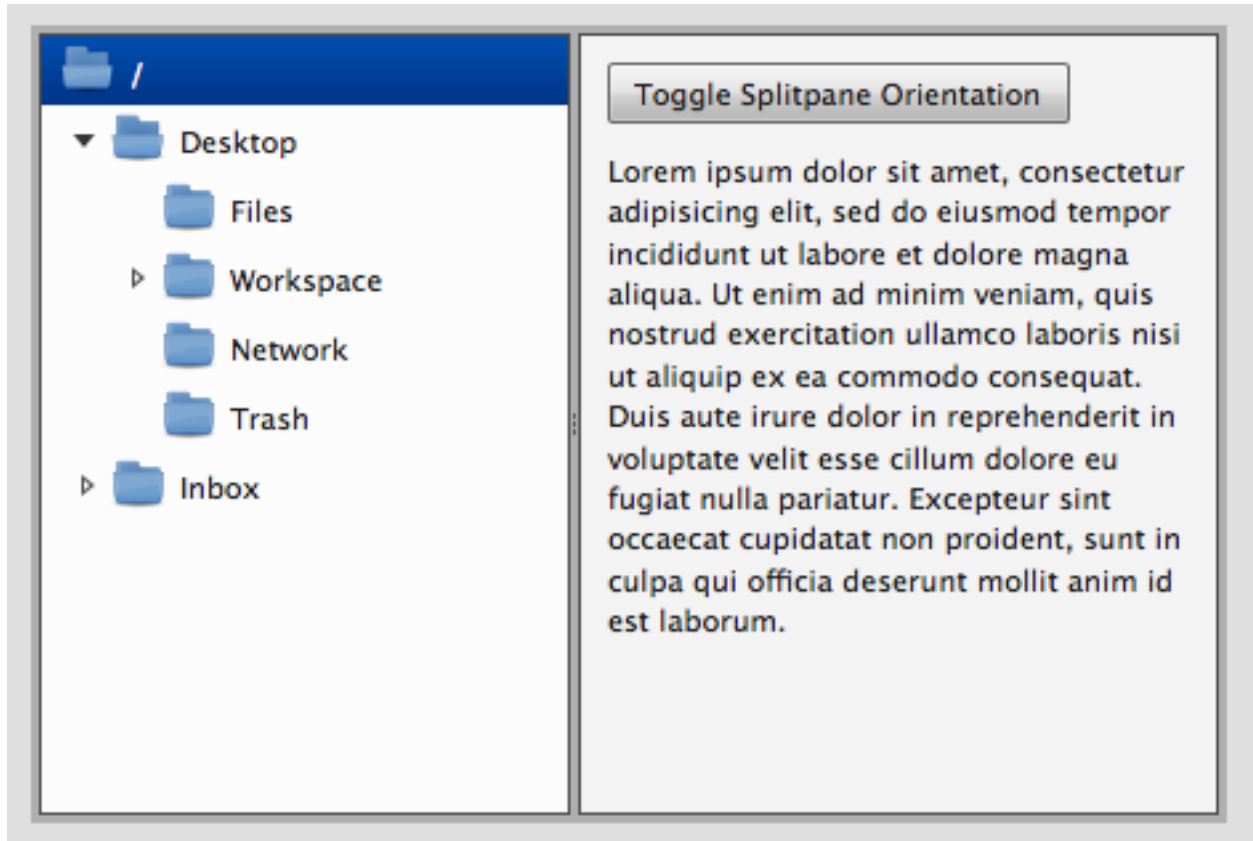 /
Desktop
Files
Workspace
Network
Trash
Inbox
Toggle Splitpane Orientation
Lorem ipsum dolor sit amet, consectetur
adipisicing elit, sed do eiusmod tempor
incididunt ut labore et dolore magna
aliqua. Ut enim ad minim veniam, quis
nostrud exercitation ullamco laboris nisi
ut aliquip ex ea commodo consequat.
Duis aute irure dolor in reprehenderit in
voluptate velit esse cillum dolore eu
fugiat nulla pariatur. Excepteur sint
occaecat cupidatat non proident, sunt in
culpa qui officia deserunt mollit anim id
est laborum.